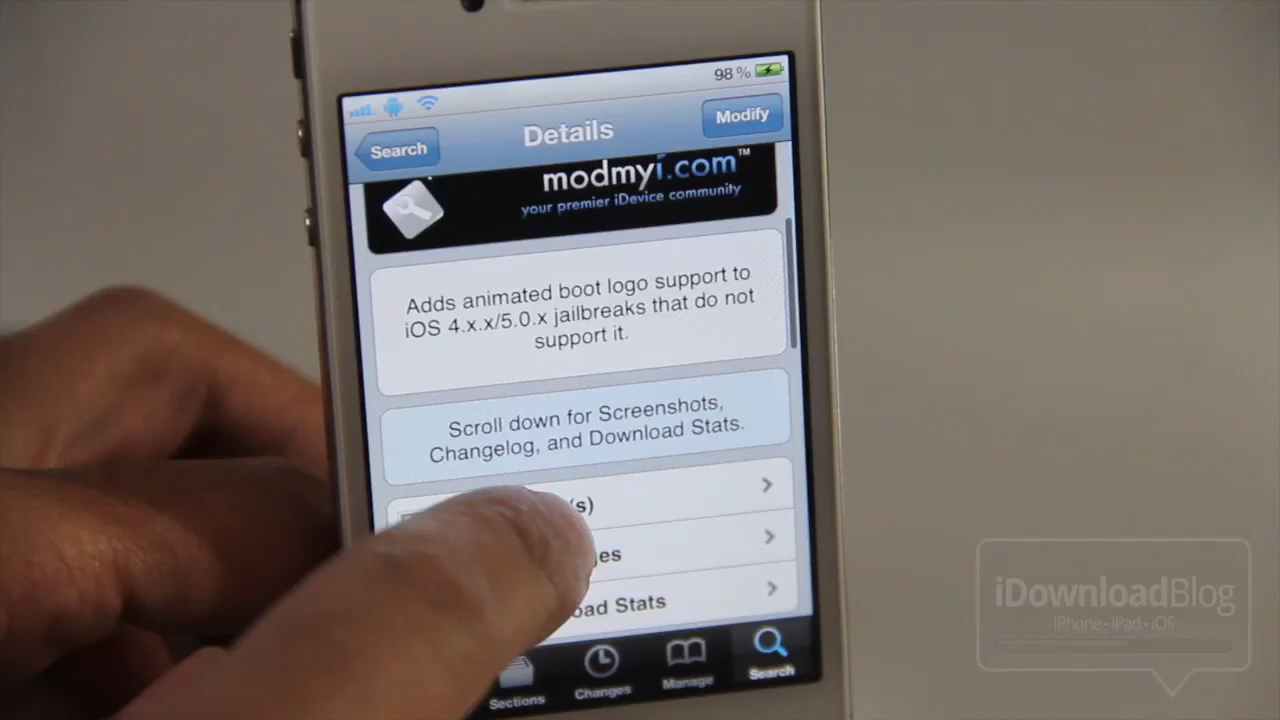 98 %
Search
Details
Modify
modmyi.com™
your premier iDevice community
Adds animated boot logo support to
iOS 4.x.x/5.0.x jailbreaks that do not
support it.
Scroll down for Screenshots,
Changelog, and Download Stats.
Sections
Changes
Manage
Search
iDownloadBlog
iPhone • iPad • iOS